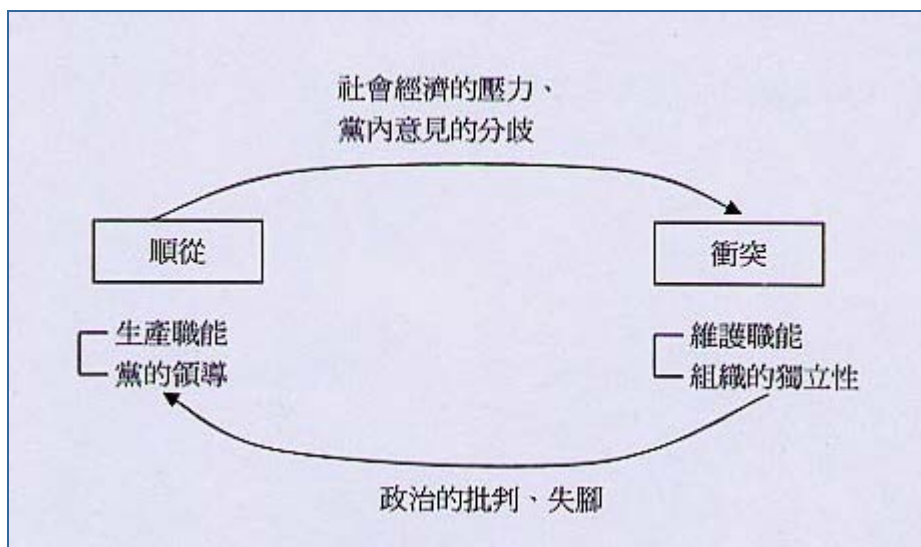 社會經濟的壓力、
黨內意見的分歧
順從
衝突
生產職能
黨的領導
維護職能
組織的獨立性
政治的批判、失腳